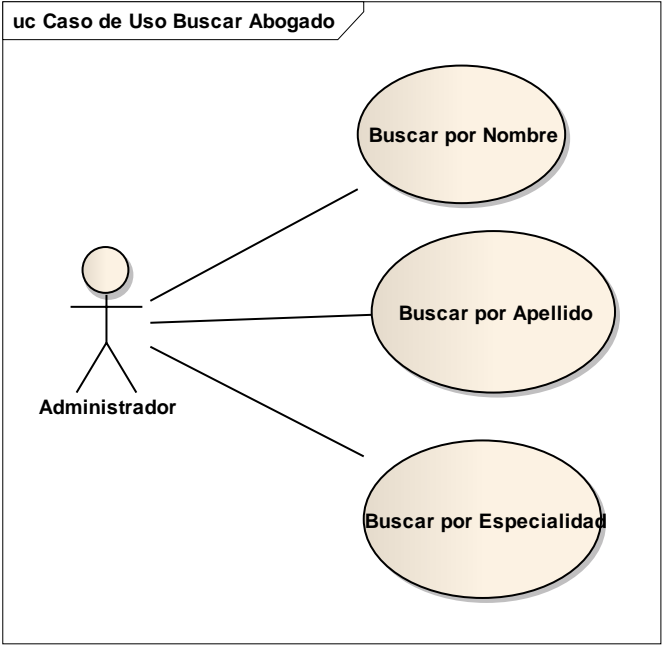 uc Caso de Uso Buscar Abogado
Buscar por Nombre
Buscar por Apellido
Administrador
Buscar por Especialidad